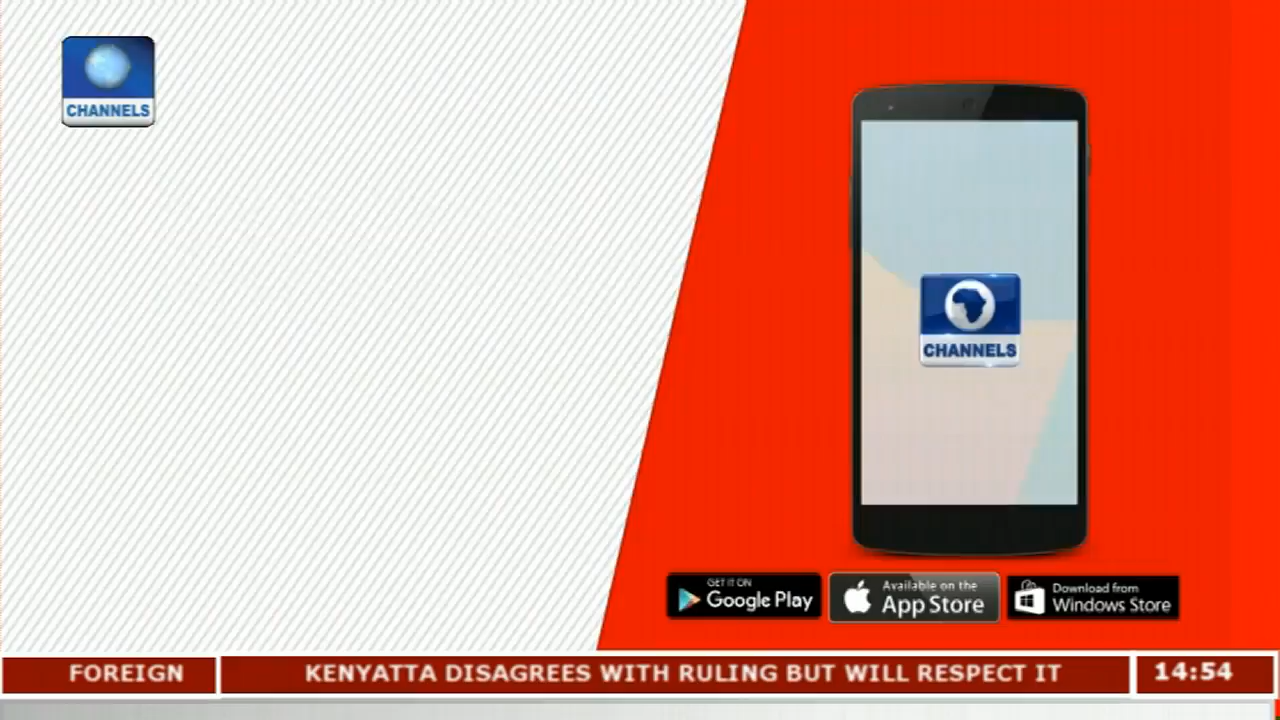 CHANNELS
CHANNELS
GET IT ON
Google Play
Available on the
App Store
Download from
Windows Store
FOREIGN
KENYATTA DISAGREES WITH RULING BUT WILL RESPECT IT
14:54